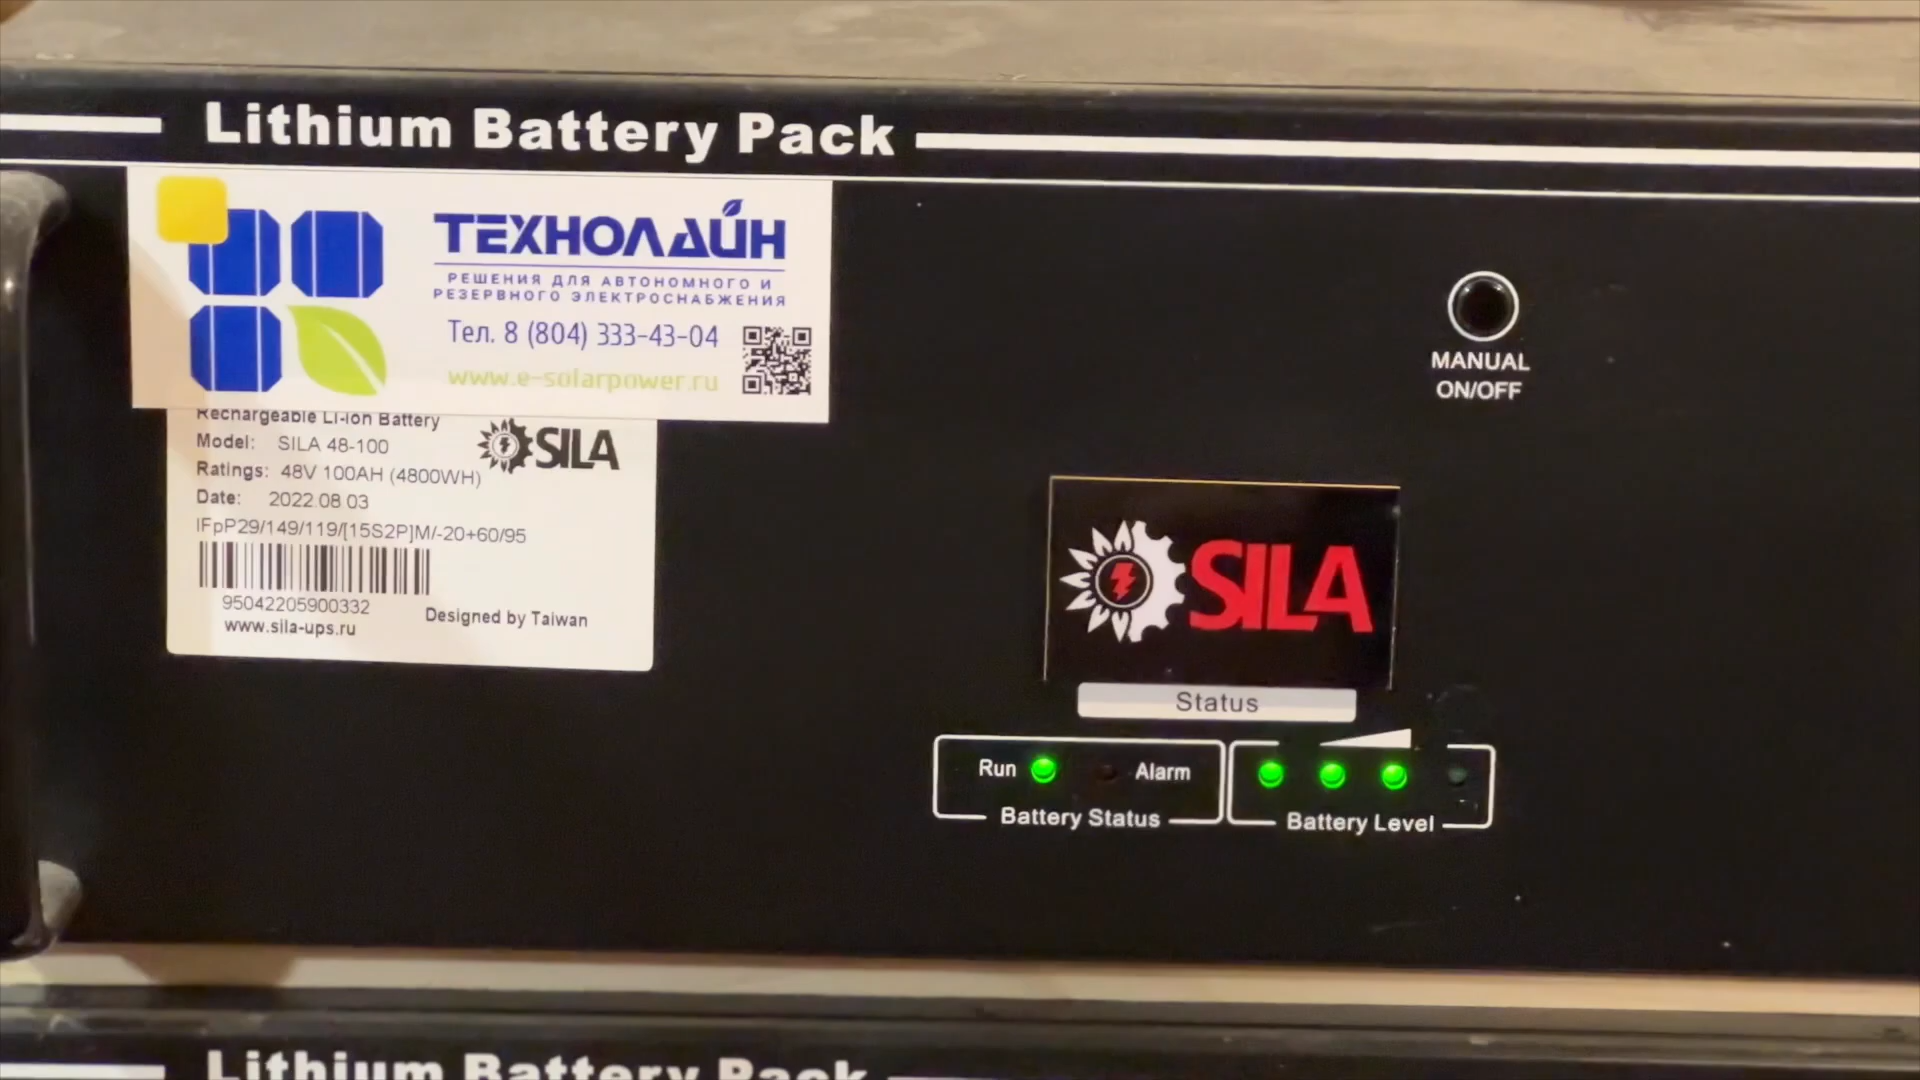 Lithium Battery Pack
ТЕХНОЛАЙН
РЕШЕНИЯ ДЛЯ АВТОНОМНОГО И
РЕЗЕРВНОГО ЭЛЕКТРОСНАБЖЕНИЯ
Тел. 8 (804) 333-43-04
www.e-solarpower.ru
Rechargeable Li-ion Battery
SILA
Model: SILA 48-100
Ratings: 48V 100AH (4800WH)
Date: 2022.08.03
IFpP29/149/119/[15S2P]M/-20+60/95
95042205900332
www.sila-ups.ru
Designed by Taiwan
MANUAL
ON/OFF
SILA
Status
Run
Alarm
Battery Status
Battery Level
Lithium Battery Pack